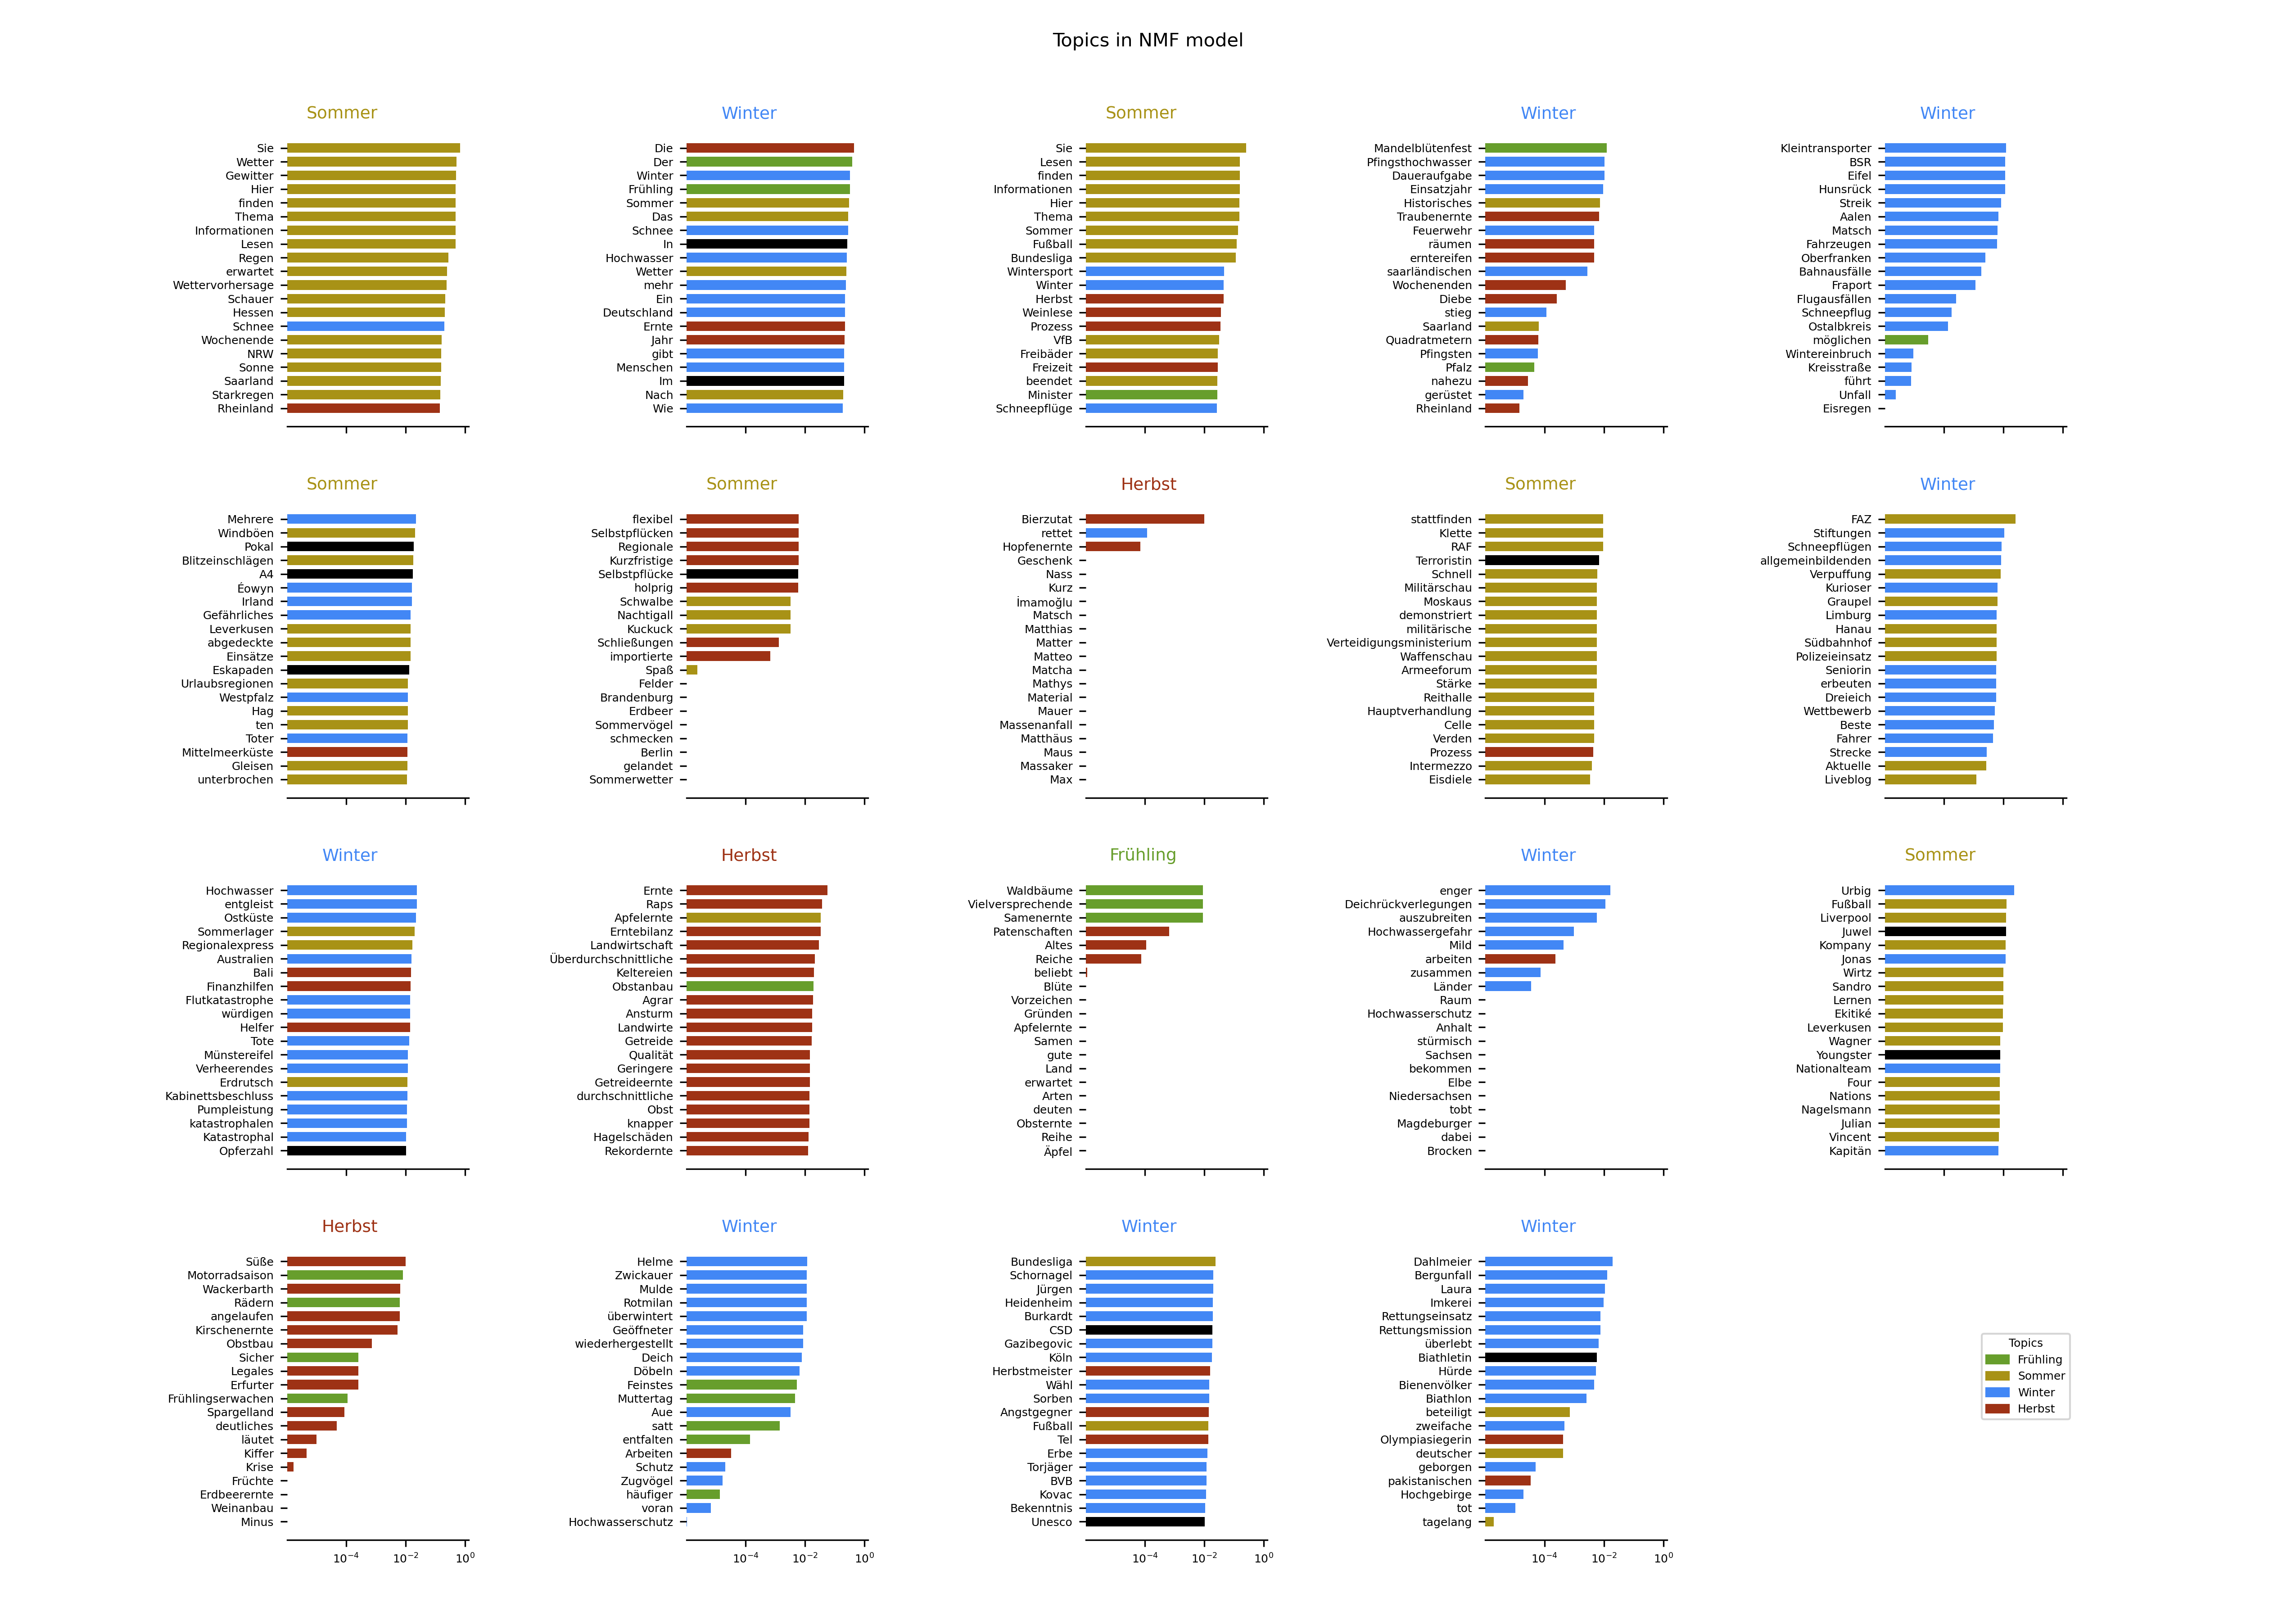 Topics in NMF model
Sommer
Sie
Wetter
Gewitter
Hier
finden
Thema
Informationen
Lesen
Regen
erwartet
Wettervorhersage
Schauer
Hessen
Schnee
Wochenende
NRW
Sonne
Saarland
Starkregen
Rheinland
Winter
Die
Der
Winter
Frühling
Sommer
Das
Schnee
In
Hochwasser
Wetter
mehr
Ein
Deutschland
Ernte
Jahr
gibt
Menschen
Im
Nach
Wie
Sommer
Sie
Lesen
finden
Informationen
Hier
Thema
Sommer
Fußball
Bundesliga
Wintersport
Winter
Herbst
Weinlese
Prozess
VfB
Freibäder
Freizeit
beendet
Minister
Schneepflüge
Winter
Mandelblütenfest
Pfingsthochwasser
Daueraufgabe
Einsatzjahr
Historisches
Traubenernte
Feuerwehr
räumen
erntereifen
saarländischen
Wochenenden
Diebe
stieg
Saarland
Quadratmetern
Pfingsten
Pfalz
nahezu
gerüstet
Rheinland
Winter
Kleintransporter
BSR
Eifel
Hunsrück
Streik
Aalen
Matsch
Fahrzeugen
Oberfranken
Bahnausfälle
Fraport
Flugausfällen
Schneepflug
Ostalbkreis
möglichen
Wintereinbruch
Kreisstraße
führt
Unfall
Eisregen
Sommer
Mehrere
Windböen
Pokal
Blitzeinschlägen
A4
Éowyn
Irland
Gefährliches
Leverkusen
abgedeckte
Einsätze
Eskapaden
Urlaubsregionen
Westpfalz
Hag
ten
Toter
Mittelmeerküste
Gleisen
unterbrochen
Sommer
flexibel
Selbstpflücken
Regionale
Kurzfristige
Selbstpflücke
holprig
Schwalbe
Nachtigall
Kuckuck
Schließungen
importierte
Spaß
Felder
Brandenburg
Erdbeer
Sommervögel
schmecken
Berlin
gelandet
Sommerwetter
Herbst
Bierzutat
rettet
Hopfenernte
Geschenk
Nass
Kurz
İmamoğlu
Matsch
Matthias
Matter
Matteo
Matcha
Mathys
Material
Mauer
Massenanfall
Matthäus
Maus
Massaker
Max
Sommer
stattfinden
Klette
RAF
Terroristin
Schnell
Militärschau
Moskaus
demonstriert
militärische
Verteidigungsministerium
Waffenschau
Armeeforum
Stärke
Reithalle
Hauptverhandlung
Celle
Verden
Prozess
Intermezzo
Eisdiele
Winter
FAZ
Stiftungen
Schneepflügen
allgemeinbildenden
Verpuffung
Kurioser
Graupel
Limburg
Hanau
Südbahnhof
Polizeieinsatz
Seniorin
erbeuten
Dreieich
Wettbewerb
Beste
Fahrer
Strecke
Aktuelle
Liveblog
Winter
Hochwasser
entgleist
Ostküste
Sommerlager
Regionalexpress
Australien
Bali
Finanzhilfen
Flutkatastrophe
würdigen
Helfer
Tote
Münstereifel
Verheerendes
Erdrutsch
Kabinettsbeschluss
Pumpleistung
katastrophalen
Katastrophal
Opferzahl
Herbst
Ernte
Raps
Apfelernte
Erntebilanz
Landwirtschaft
Überdurchschnittliche
Keltereien
Obstanbau
Agrar
Ansturm
Landwirte
Getreide
Qualität
Geringere
Getreideernte
durchschnittliche
Obst
knapper
Hagelschäden
Rekordernte
Frühling
Waldbäume
Vielversprechende
Samenernte
Patenschaften
Altes
Reiche
beliebt
Blüte
Vorzeichen
Gründen
Apfelernte
Samen
gute
Land
erwartet
Arten
deuten
Obsternte
Reihe
Äpfel
Winter
enger
Deichrückverlegungen
auszubreiten
Hochwassergefahr
Mild
arbeiten
zusammen
Länder
Raum
Hochwasserschutz
Anhalt
stürmisch
Sachsen
bekommen
Elbe
Niedersachsen
tobt
Magdeburger
dabei
Brocken
Sommer
Urbig
Fußball
Liverpool
Juwel
Kompany
Jonas
Wirtz
Sandro
Lernen
Ekitiké
Leverkusen
Wagner
Youngster
Nationalteam
Four
Nations
Nagelsmann
Julian
Vincent
Kapitän
Herbst
Süße
Motorradsaison
Wackerbarth
Rädern
angelaufen
Kirschenernte
Obstbau
Sicher
Legales
Erfurter
Frühlingserwachen
Spargelland
deutliches
läutet
Kiffer
Krise
Früchte
Erdbeerernte
Weinanbau
Minus
10⁻⁴ 10⁻² 10⁰
Winter
Helme
Zwickauer
Mulde
Rotmilan
überwintert
Geöffneter
wiederhergestellt
Deich
Döbeln
Feinstes
Muttertag
Aue
satt
entfalten
Arbeiten
Schutz
Zugvögel
häufiger
voran
Hochwasserschutz
10⁻⁴ 10⁻² 10⁰
Winter
Bundesliga
Schornagel
Jürgen
Heidenheim
Burkardt
CSD
Gazibegovic
Köln
Herbstmeister
Wähl
Sorben
Angstgegner
Fußball
Tel
Erbe
Torjäger
BVB
Kovac
Bekenntnis
Unesco
10⁻⁴ 10⁻² 10⁰
Winter
Dahlmeier
Bergunfall
Laura
Imkerei
Rettungseinsatz
Rettungsmission
überlebt
Biathletin
Hürde
Bienenvölker
Biathlon
beteiligt
zweifache
Olympiasiegerin
deutscher
geborgen
pakistanischen
Hochgebirge
tot
tagelang
10⁻⁴ 10⁻² 10⁰
Topics
Frühling
Sommer
Winter
Herbst